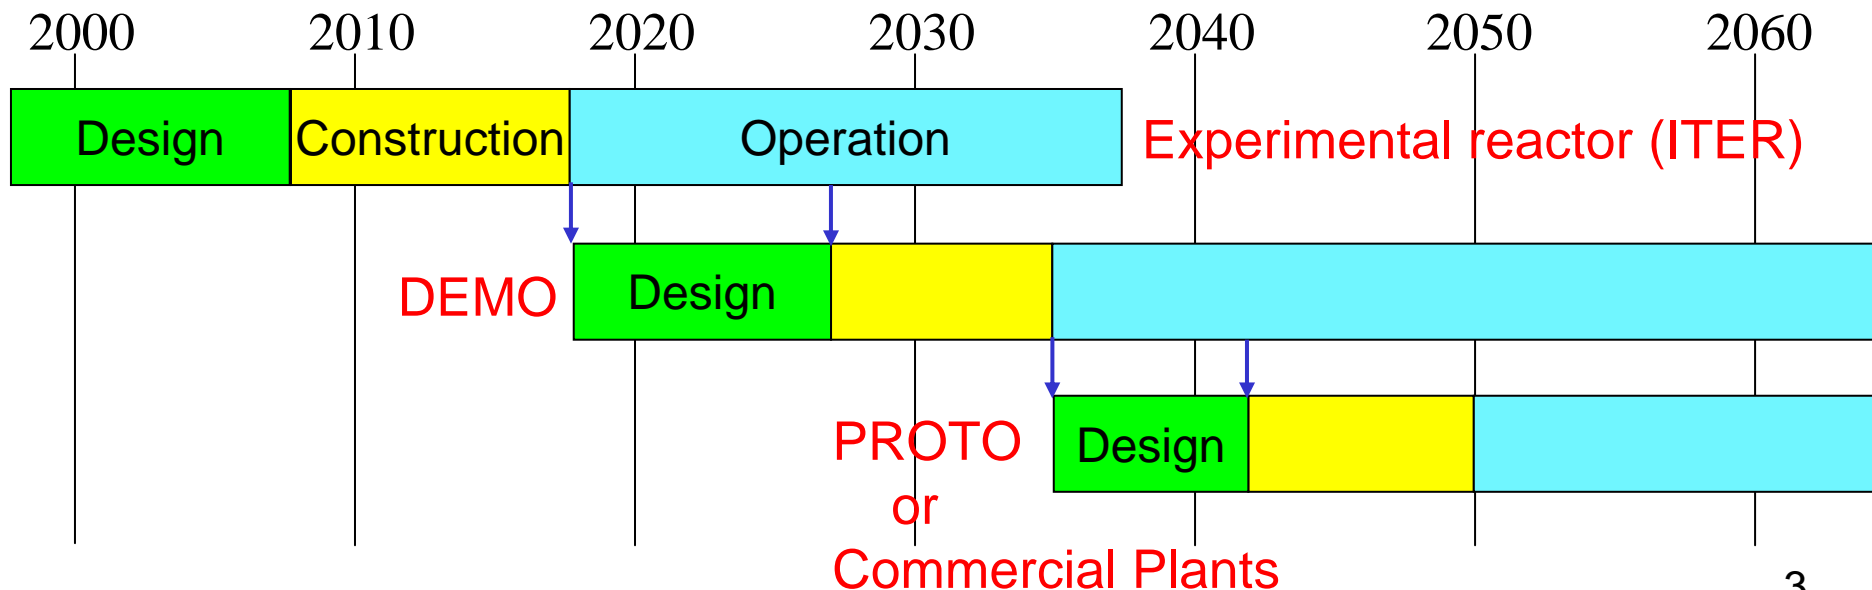 2000 2010 2020 2030 2040 2050 2060
Design Construction Operation Experimental reactor (ITER)
DEMO Design
PROTO Design
or
Commercial Plants
3